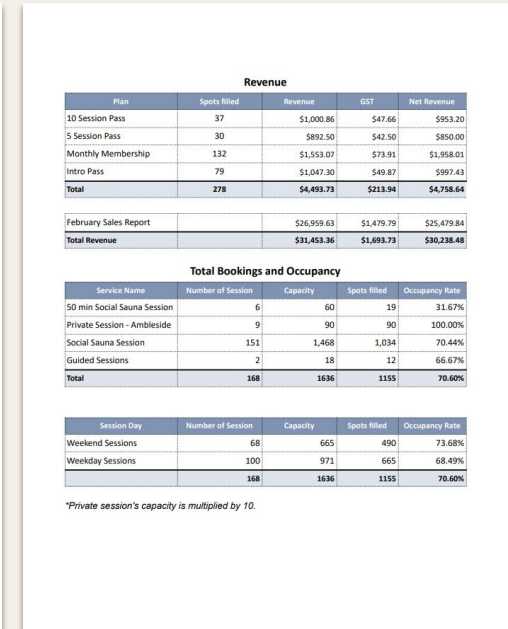 Revenue
Plan Spots filled Revenue GST Net Revenue
10 Session Pass 37 $1,000.86 $47.66 $953.20
5 Session Pass 30 $892.50 $42.50 $850.00
Monthly Membership 132 $1,553.07 $73.91 $1,958.01
Intro Pass 79 $1,047.30 $49.87 $997.43
Total 278 $4,493.73 $213.94 $4,758.64
February Sales Report $26,959.63 $1,479.79 $25,479.84
Total Revenue $31,453.36 $1,693.73 $30,238.48
Total Bookings and Occupancy
Service Name Number of Session Capacity Spots filled Occupancy Rate
50 min Social Sauna Session 6 60 19 31.67%
Private Session - Ambleside 9 90 90 100.00%
Social Sauna Session 151 1,468 1,034 70.44%
Guided Sessions 2 18 12 66.67%
Total 168 1636 1155 70.60%
Session Day Number of Session Capacity Spots filled Occupancy Rate
Weekend Sessions 68 665 490 73.68%
Weekday Sessions 100 971 665 68.49%
168 1636 1155 70.60%
*Private session's capacity is multiplied by 10.